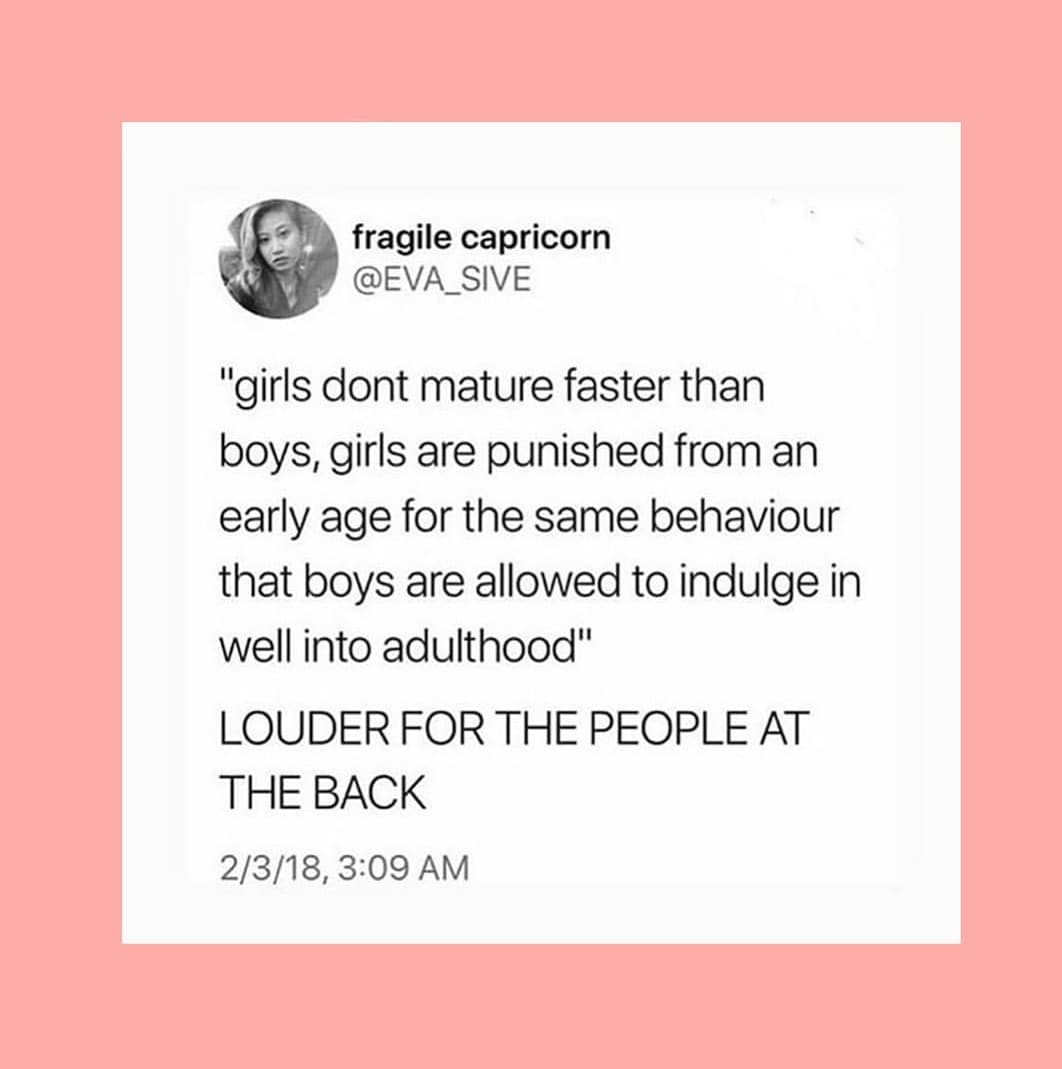 fragile capricorn
@EVA_SIVE
"girls dont mature faster than
boys, girls are punished from an
early age for the same behaviour
that boys are allowed to indulge in
well into adulthood"
LOUDER FOR THE PEOPLE AT
THE BACK
2/3/18, 3:09 AM